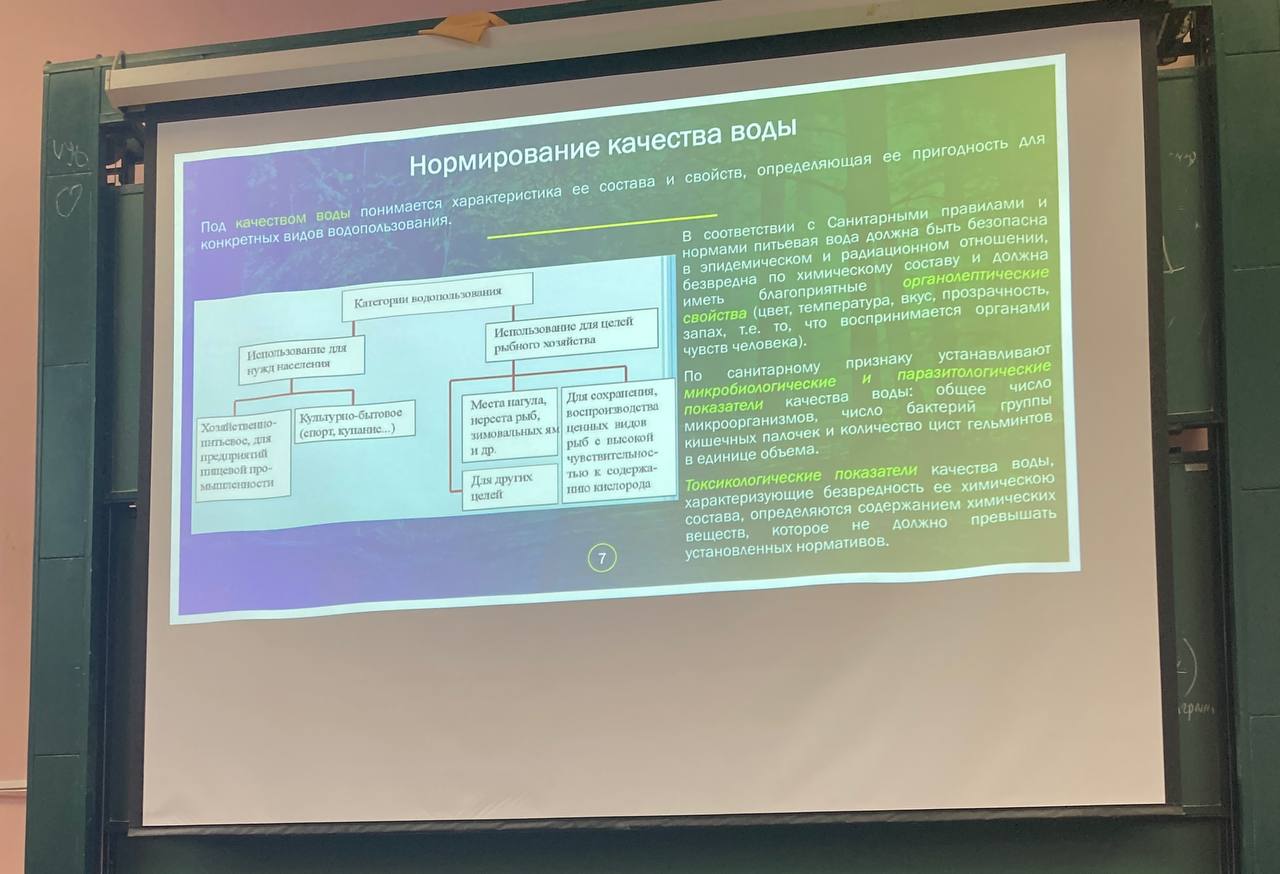 Нормирование качества воды
Под качеством воды понимается характеристика ее состава и свойств, определяющая ее пригодность для
конкретных видов водопользования.
Категории водопользования
Использование для
нужд населения
Использование для целей
рыбного хозяйства
Хозяйственно-
питьевое, для
предприятий
пищевой про-
мышленности
Культурно-бытовое
(спорт, купание...)
Места нагула,
нереста рыб,
зимовальных ям
и др.
Для других
целей
Для сохранения,
воспроизводства
ценных видов
рыб с высокой
чувствительнос-
тью к содержа-
нию кислорода
В соответствии с Санитарными правилами и
нормами питьевая вода должна быть безопасна
в эпидемическом и радиационном отношении,
безвредна по химическому составу и должна
иметь благоприятные органолептические
свойства (цвет, температура, вкус, прозрачность,
запах, т.е. то, что воспринимается органами
чувств человека).
По санитарному признаку устанавливают
микробиологические и паразитологические
показатели качества воды: общее число
микроорганизмов, число бактерий группы
кишечных палочек и количество цист гельминтов
в единице объема.
Токсикологические показатели качества воды,
характеризующие безвредность ее химическою
состава, определяются содержанием химических
веществ, которое не должно превышать
установленных нормативов.
7